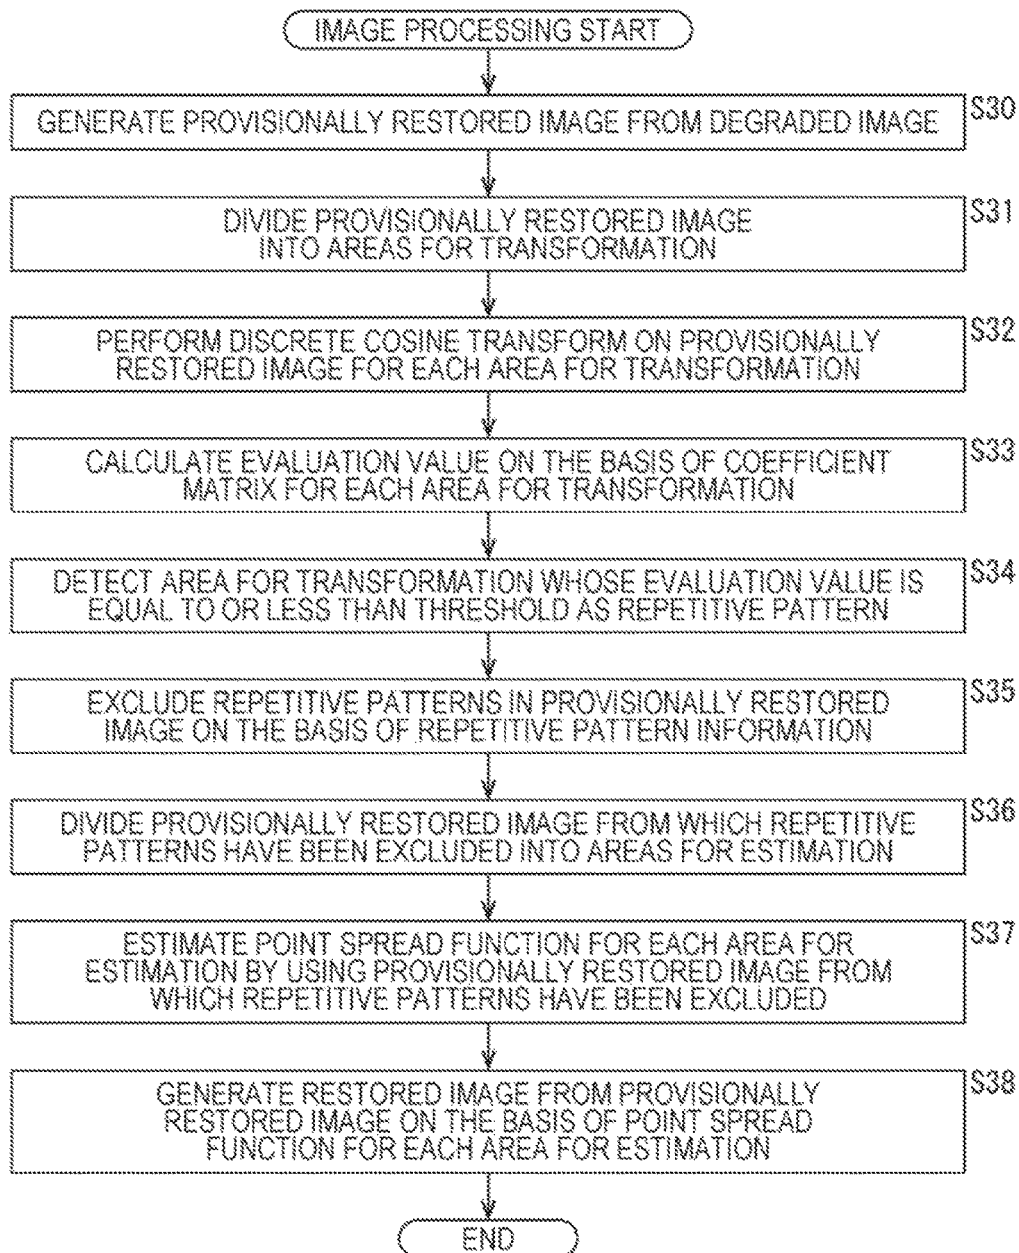 IMAGE PROCESSING START
S30
GENERATE PROVISIONALLY RESTORED IMAGE FROM DEGRADED IMAGE
S31
DIVIDE PROVISIONALLY RESTORED IMAGE
INTO AREAS FOR TRANSFORMATION
S32
PERFORM DISCRETE COSINE TRANSFORM ON PROVISIONALLY
RESTORED IMAGE FOR EACH AREA FOR TRANSFORMATION
S33
CALCULATE EVALUATION VALUE ON THE BASIS OF COEFFICIENT
MATRIX FOR EACH AREA FOR TRANSFORMATION
S34
DETECT AREA FOR TRANSFORMATION WHOSE EVALUATION VALUE IS
EQUAL TO OR LESS THAN THRESHOLD AS REPETITIVE PATTERN
S35
EXCLUDE REPETITIVE PATTERNS IN PROVISIONALLY RESTORED
IMAGE ON THE BASIS OF REPETITIVE PATTERN INFORMATION
S36
DIVIDE PROVISIONALLY RESTORED IMAGE FROM WHICH REPETITIVE
PATTERNS HAVE BEEN EXCLUDED INTO AREAS FOR ESTIMATION
S37
ESTIMATE POINT SPREAD FUNCTION FOR EACH AREA FOR
ESTIMATION BY USING PROVISIONALLY RESTORED IMAGE FROM
WHICH REPETITIVE PATTERNS HAVE BEEN EXCLUDED
S38
GENERATE RESTORED IMAGE FROM PROVISIONALLY
RESTORED IMAGE ON THE BASIS OF POINT SPREAD
FUNCTION FOR EACH AREA FOR ESTIMATION
END